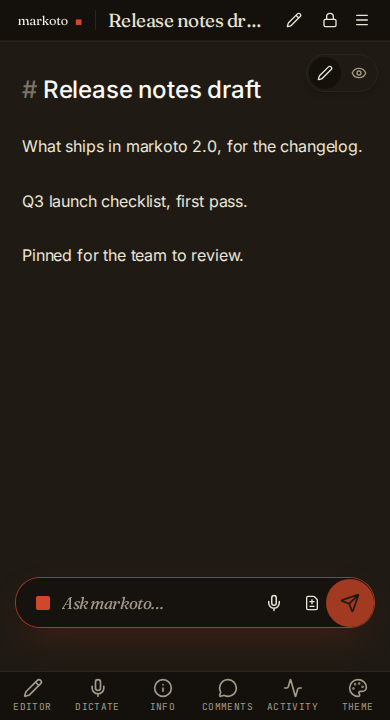 markoto
Release notes dr...
# Release notes draft
What ships in markoto 2.0, for the changelog.
Q3 launch checklist, first pass.
Pinned for the team to review.
Ask markoto...
EDITOR DICTATE INFO COMMENTS ACTIVITY THEME